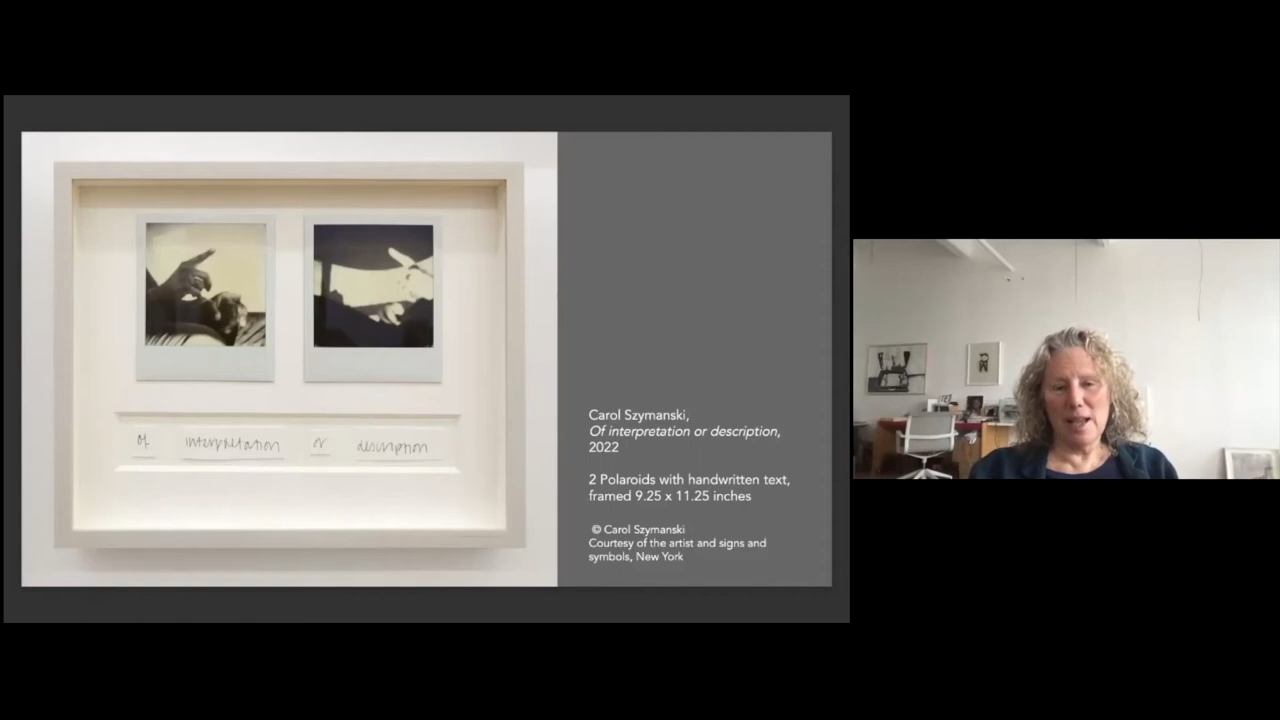 of interpretation or description
Carol Szymanski,
Of interpretation or description,
2022
2 Polaroids with handwritten text,
framed 9.25 x 11.25 inches
© Carol Szymanski
Courtesy of the artist and signs and
symbols, New York